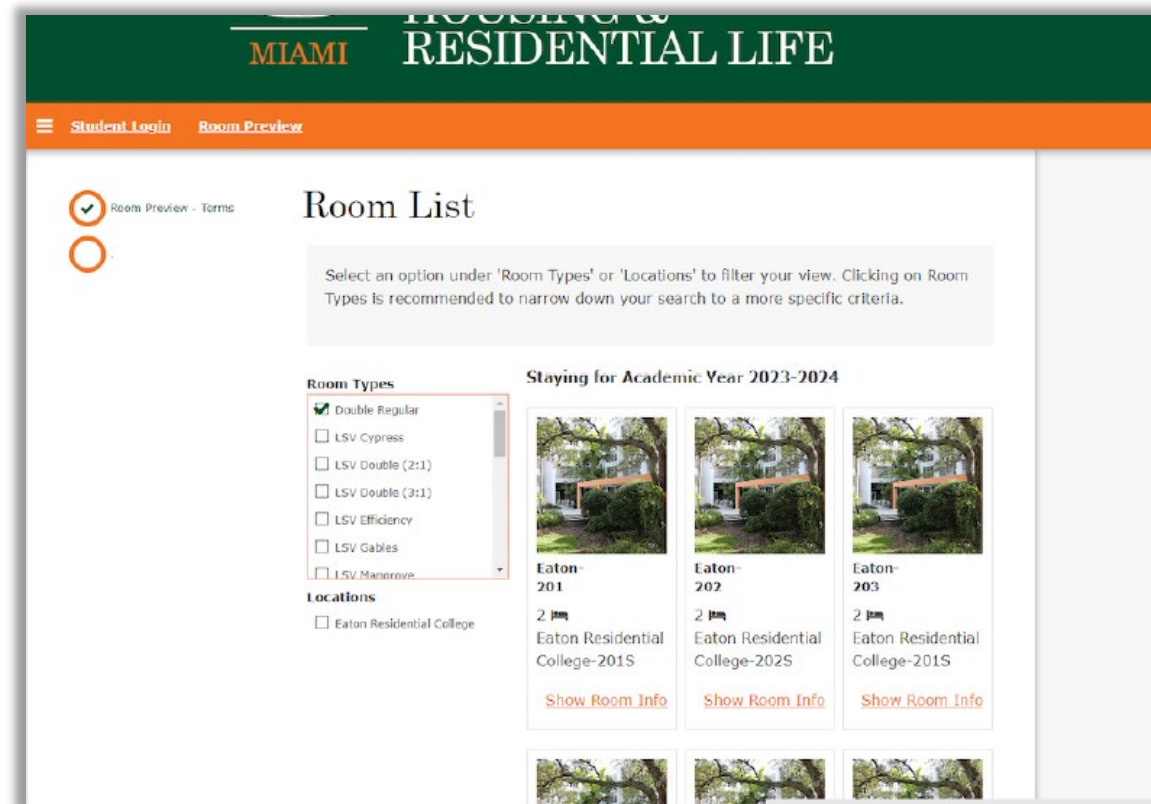 HOUSING &
MIAMI
RESIDENTIAL LIFE
Student Login
Room Preview
Room Preview - Terms
.
Room List
Select an option under 'Room Types' or 'Locations' to filter your view. Clicking on Room
Types is recommended to narrow down your search to a more specific criteria.
Room Types
Double Regular
LSV Cypress
LSV Double (2:1)
LSV Double (3:1)
LSV Efficiency
LSV Gables
LSV Mangrove
Locations
Eaton Residential College
Staying for Academic Year 2023-2024
Eaton-
201
2
Eaton Residential
College-201S
Show Room Info
Eaton-
202
2
Eaton Residential
College-202S
Show Room Info
Eaton-
203
2
Eaton Residential
College-201S
Show Room Info